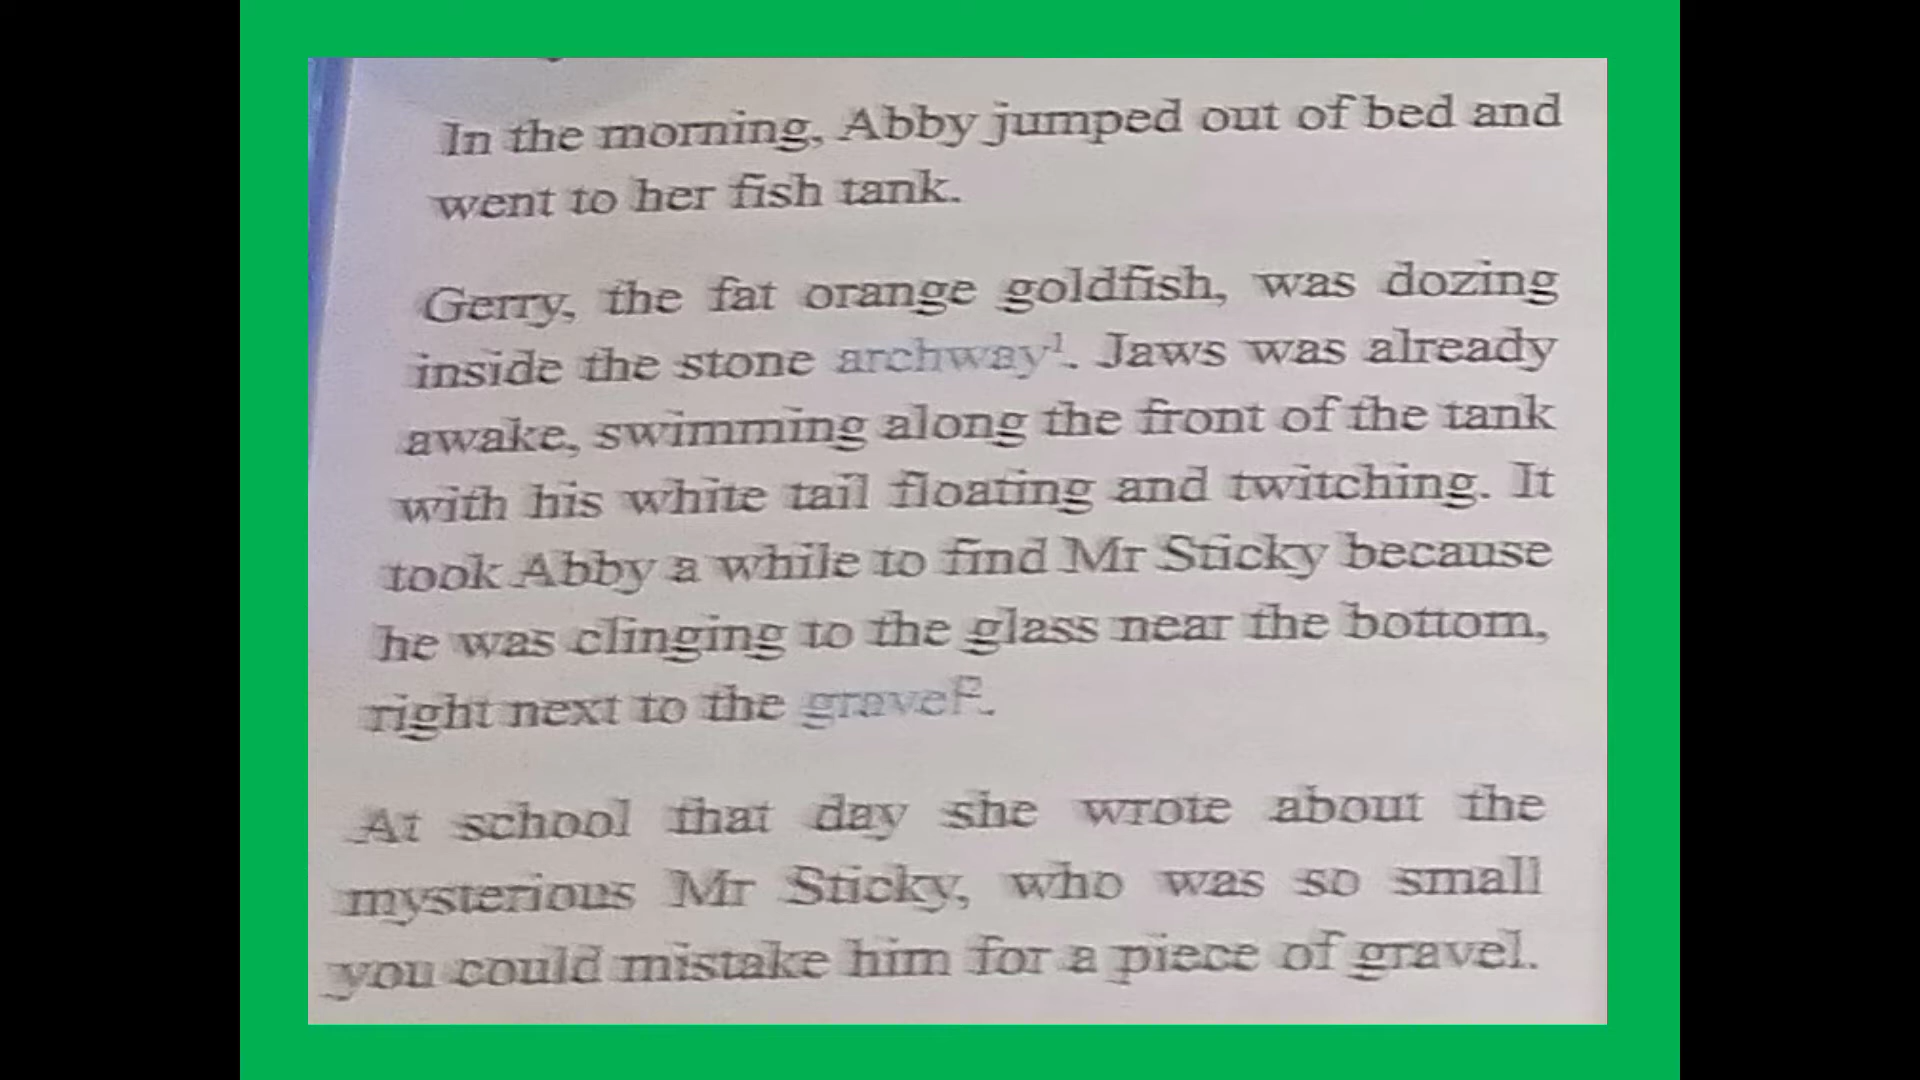 In the morning, Abby jumped out of bed and
went to her fish tank.
Gerry, the fat orange goldfish, was dozing
inside the stone archway¹. Jaws was already
awake, swimming along the front of the tank
with his white tail floating and twitching. It
took Abby a while to find Mr Sticky because
he was clinging to the glass near the bottom,
right next to the gravel².
At school that day she wrote about the
mysterious Mr Sticky, who was so small
you could mistake him for a piece of gravel.